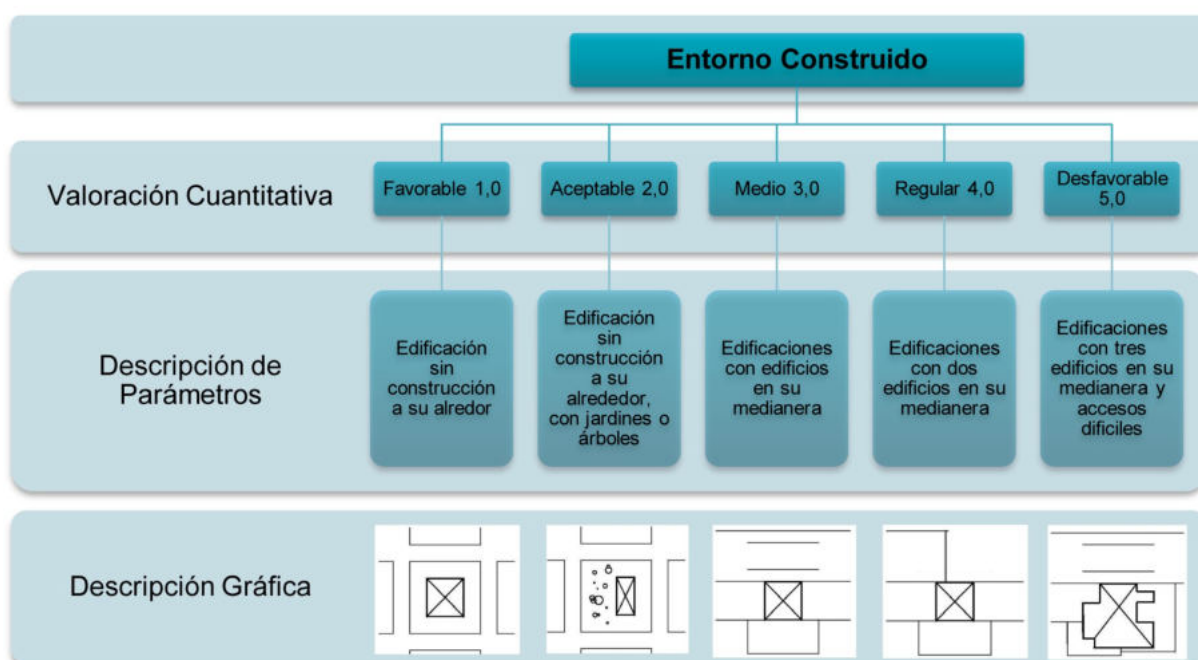 Entorno Construido
Valoración Cuantitativa
Favorable 1,0
Aceptable 2,0
Medio 3,0
Regular 4,0
Desfavorable
5,0
Descripción de
Parámetros
Edificación
sin
construcción
a su alredor
Edificación
sin
construcción
a su
alrededor,
con jardines o
árboles
Edificaciones
con edificios
en su
medianera
Edificaciones
con dos
edificios en su
medianera
Edificaciones
con tres
edificios en su
medianera y
accesos
dificiles
Descripción Gráfica